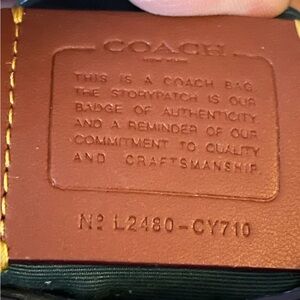 COACH
THIS IS A COACH BAG.
THE STORYPATCH IS OUR
BADGE OF AUTHENTICITY
AND A REMINDER OF OUR
COMMITMENT TO QUALITY
AND CRAFTSMANSHIP
Nº L2480-CY710